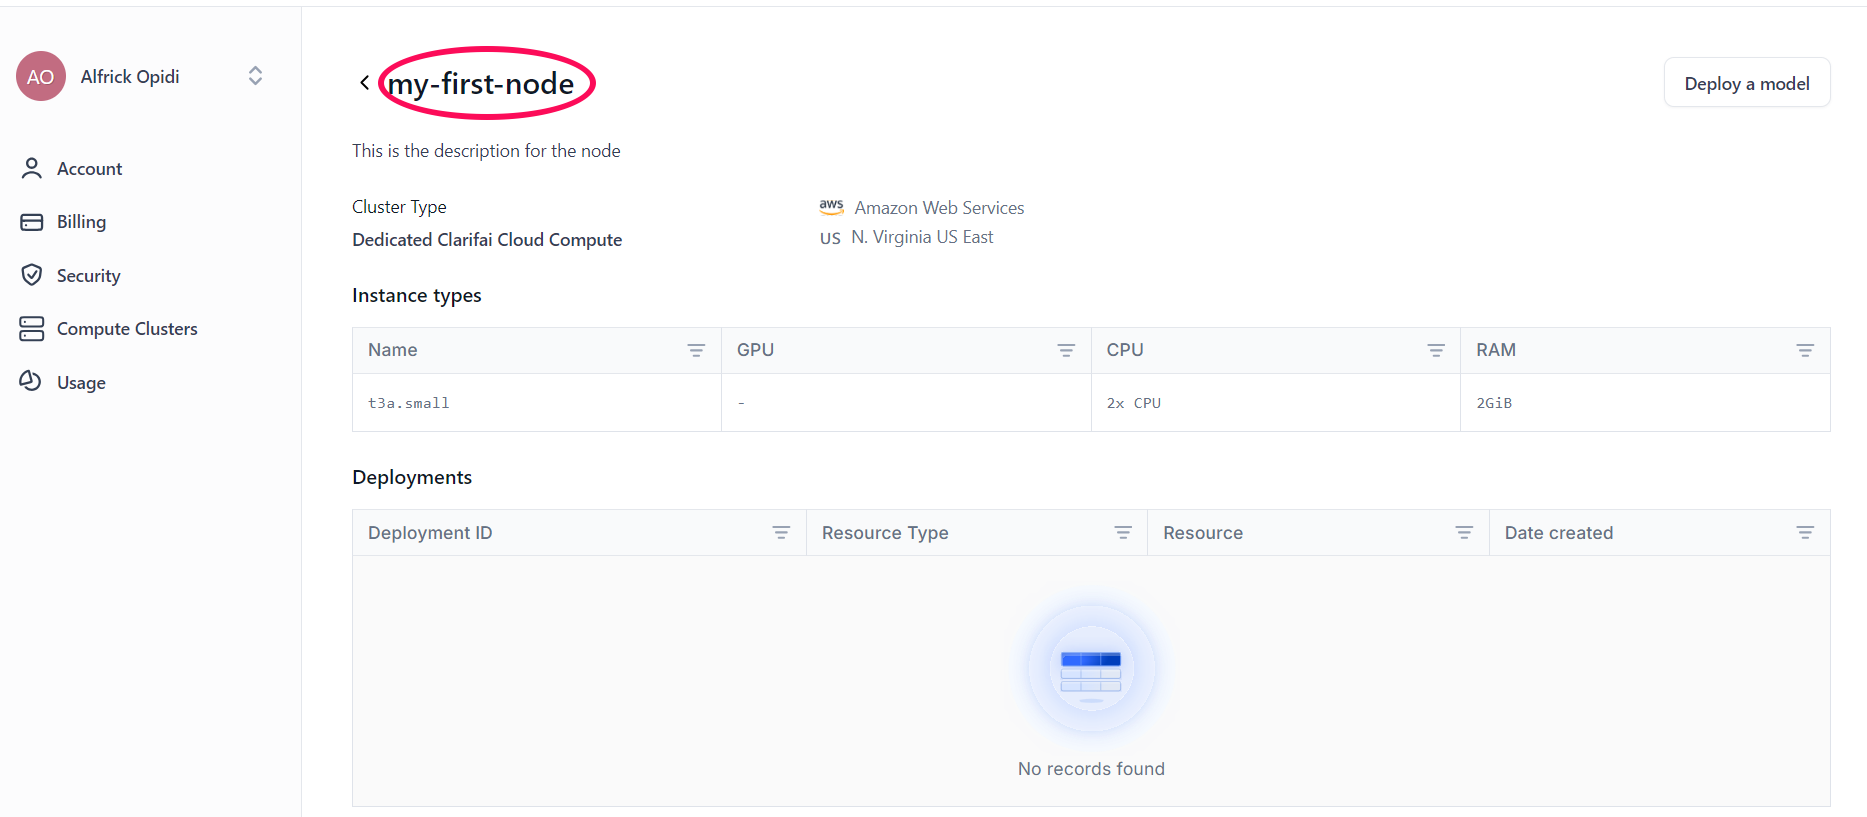 AO Alfrick Opidi
Account
Billing
Security
Compute Clusters
Usage
my-first-node
Deploy a model
This is the description for the node
Cluster Type
Dedicated Clarifai Cloud Compute
aws Amazon Web Services
US N. Virginia US East
Instance types
Name GPU CPU RAM
t3a.small - 2x CPU 2GiB
Deployments
Deployment ID Resource Type Resource Date created
No records found